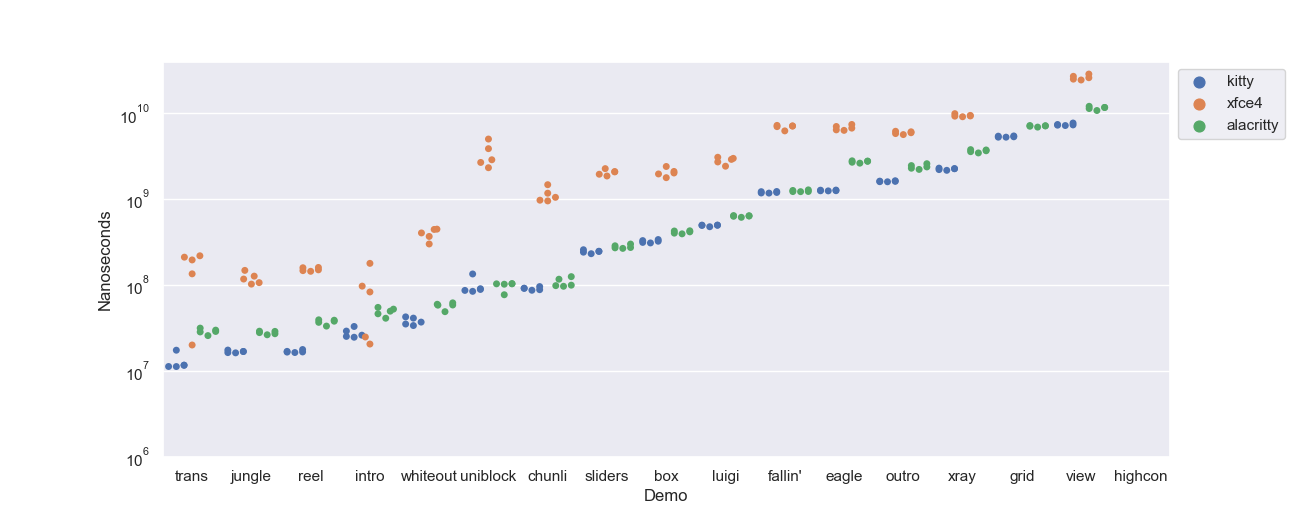 kitty
xfce4
alacritty
Nanoseconds
10^10
10^9
10^8
10^7
10^6
trans jungle reel intro whiteout uniblock chunli sliders box luigi fallin' eagle outro xray grid view highcon
Demo